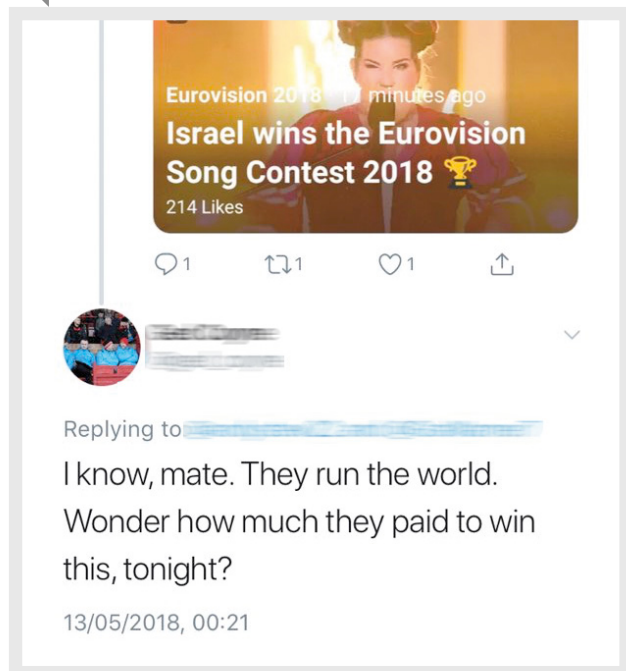 Eurovision 2018 17 minutes ago
Israel wins the Eurovision
Song Contest 2018
214 Likes
1 1 1
Replying to
I know, mate. They run the world.
Wonder how much they paid to win
this, tonight?
13/05/2018, 00:21